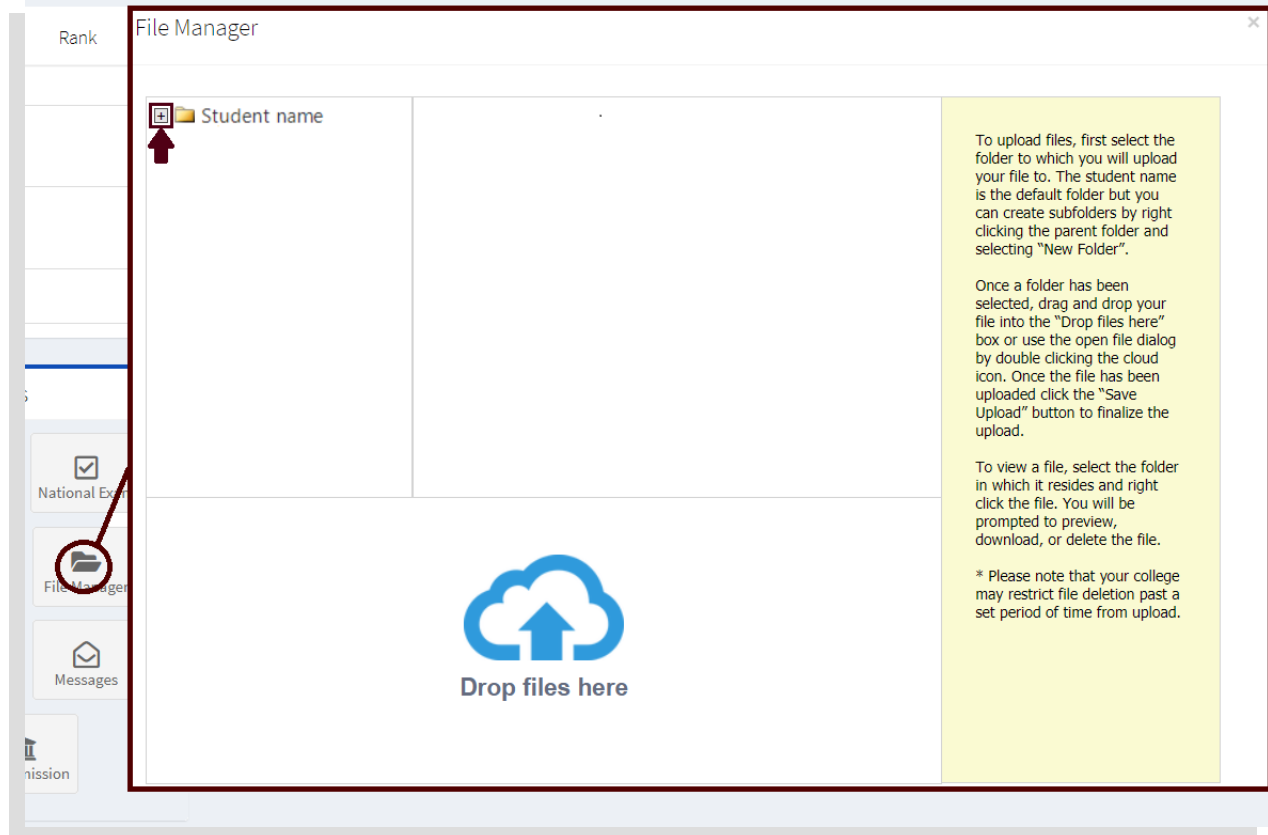 Rank
File Manager
×
Student name
To upload files, first select the
folder to which you will upload
your file to. The student name
is the default folder but you
can create subfolders by right
clicking the parent folder and
selecting “New Folder”.
Once a folder has been
selected, drag and drop your
file into the “Drop files here”
box or use the open file dialog
by double clicking the cloud
icon. Once the file has been
uploaded click the “Save
Upload” button to finalize the
upload.
To view a file, select the folder
in which it resides and right
click the file. You will be
prompted to preview,
download, or delete the file.
* Please note that your college
may restrict file deletion past a
set period of time from upload.
National Exam
File Manager
Messages
Drop files here